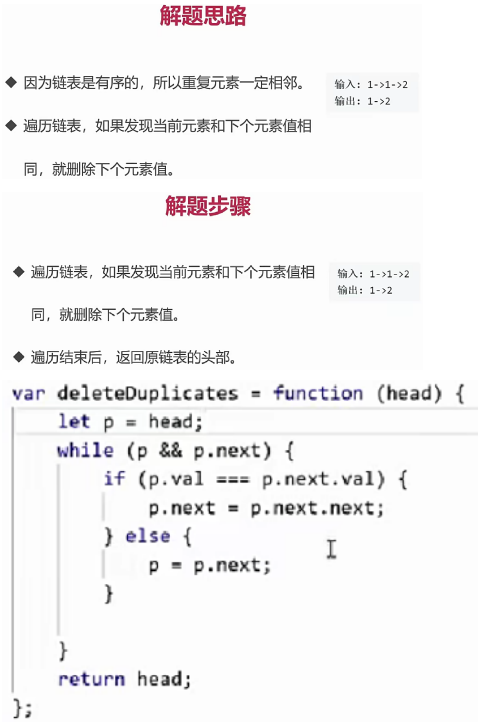 解题思路
◆ 因为链表是有序的，所以重复元素一定相邻。
输入: 1->1->2
输出: 1->2
◆ 遍历链表，如果发现当前元素和下个元素值相
同，就删除下个元素值。
解题步骤
◆ 遍历链表，如果发现当前元素和下个元素值相
同，就删除下个元素值。
输入: 1->1->2
输出: 1->2
◆ 遍历结束后，返回原链表的头部。
var deleteDuplicates = function (head) {
    let p = head;
    while (p && p.next) {
        if (p.val === p.next.val) {
            p.next = p.next.next;
        } else {
            p = p.next;
        }
    }
    return head;
};